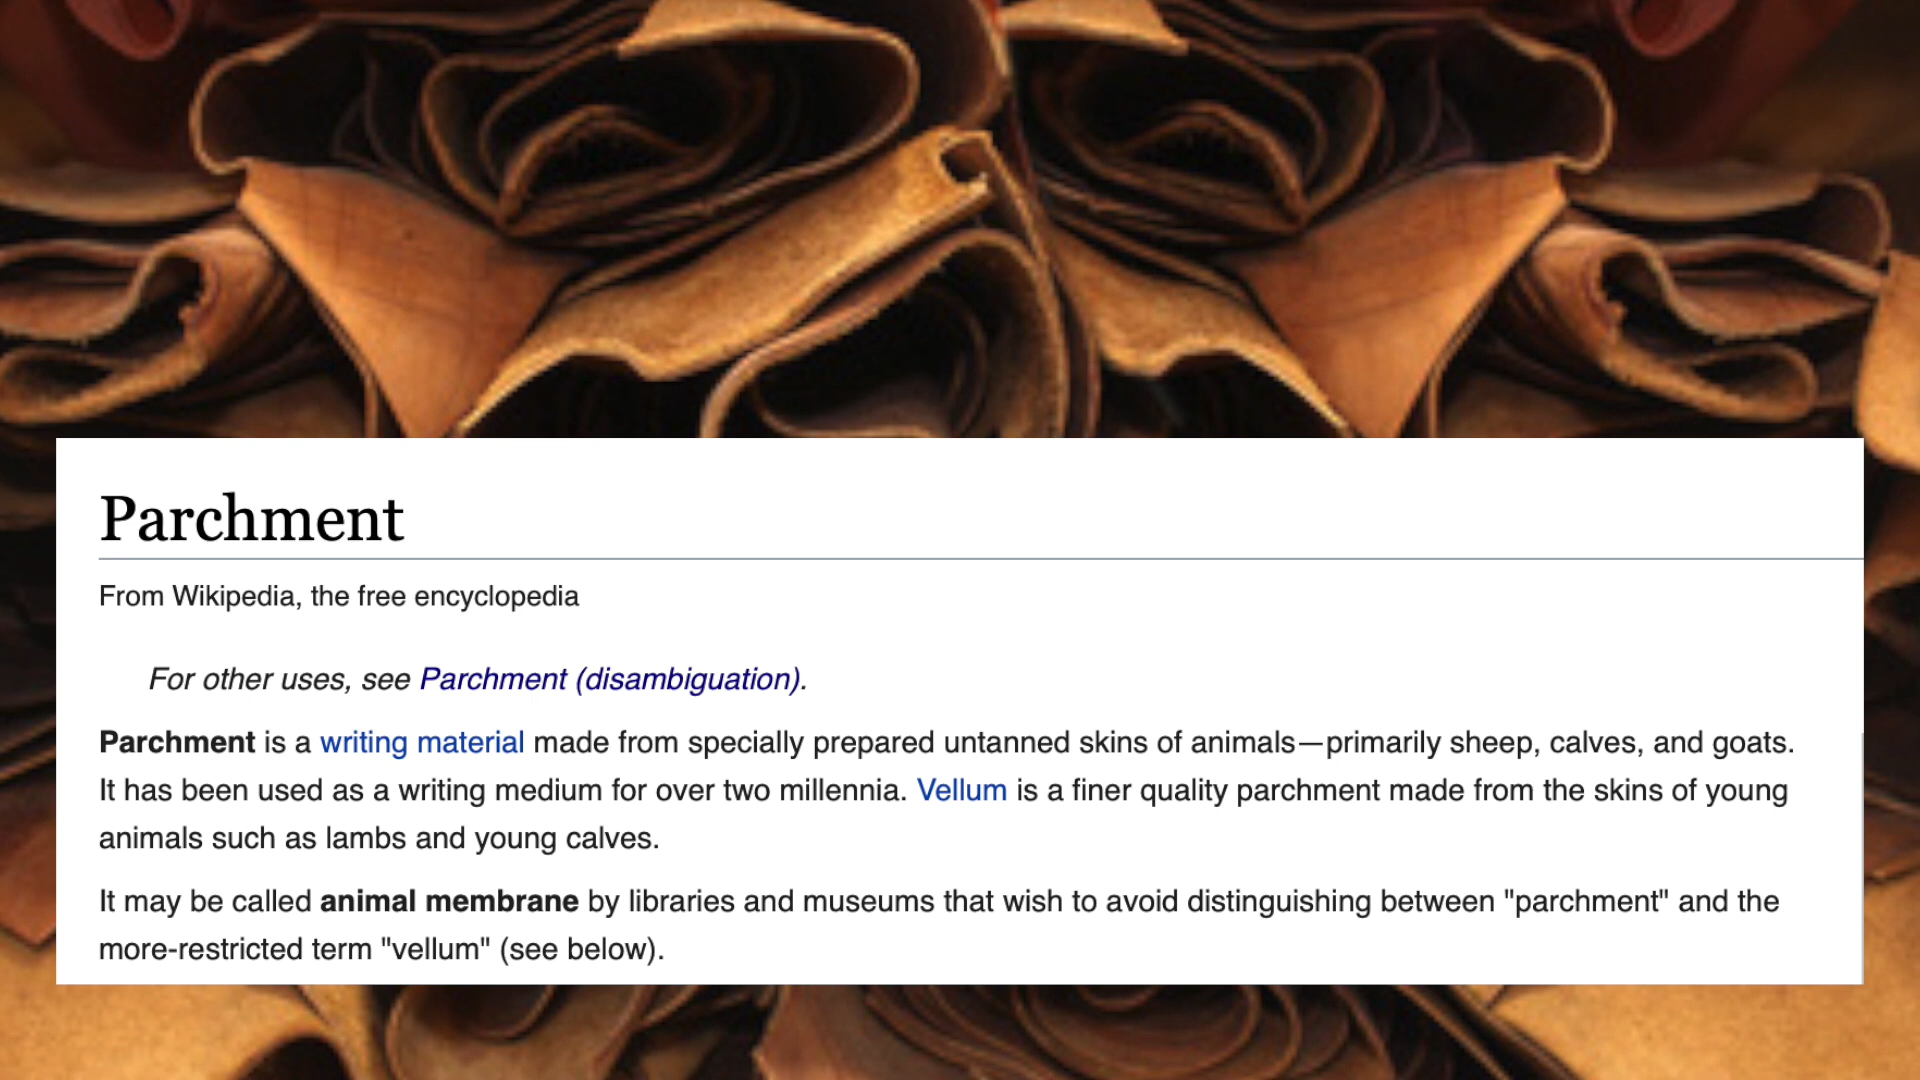 Parchment
From Wikipedia, the free encyclopedia
For other uses, see Parchment (disambiguation).
Parchment is a writing material made from specially prepared untanned skins of animals—primarily sheep, calves, and goats.
It has been used as a writing medium for over two millennia. Vellum is a finer quality parchment made from the skins of young
animals such as lambs and young calves.
It may be called animal membrane by libraries and museums that wish to avoid distinguishing between "parchment" and the
more-restricted term "vellum" (see below).